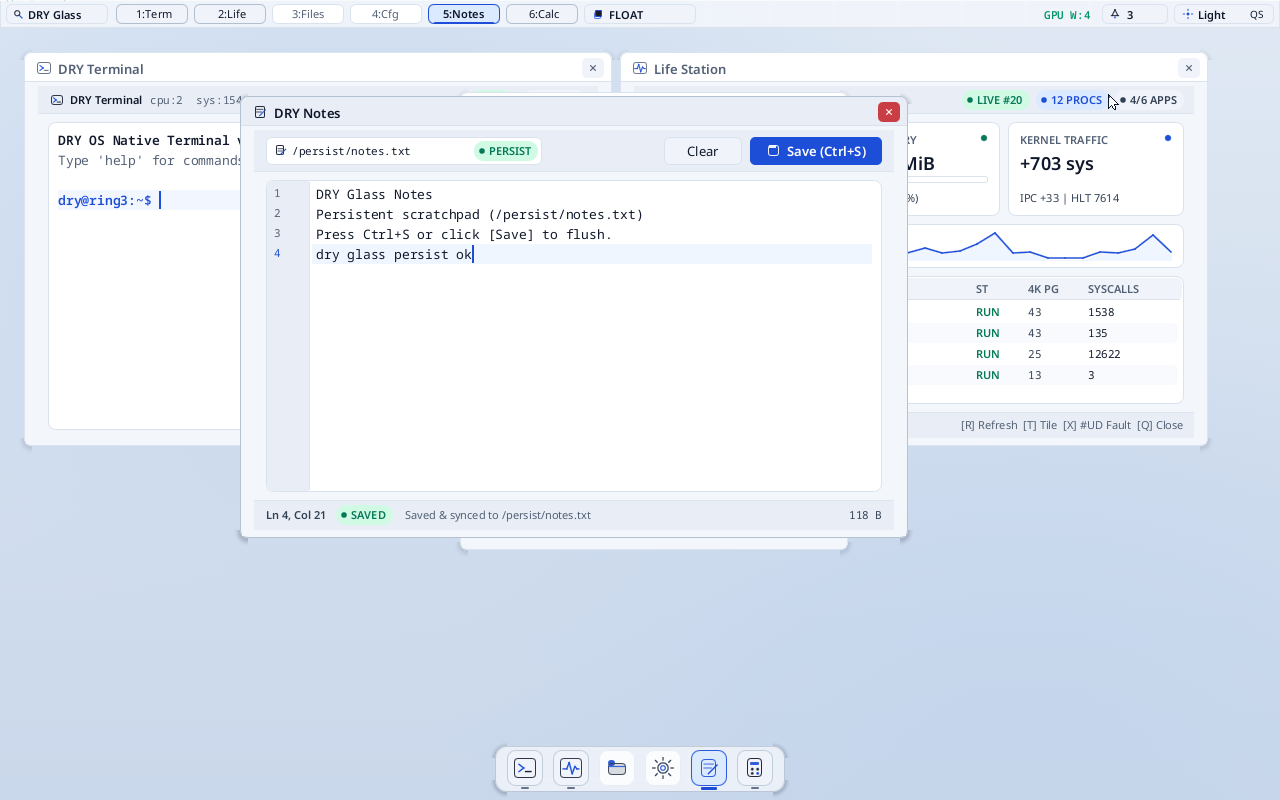 DRY Glass
1:Term
2:Life
3:Files
4:Cfg
5:Notes
6:Calc
FLOAT
GPU W:4
3
Light
QS
DRY Terminal
×
DRY Terminal cpu:2 sys:154
DRY OS Native Terminal
Type 'help' for commands
dry@ring3:~$
Life Station
×
LIVE #20
12 PROCS
4/6 APPS
MiB
%)
KERNEL TRAFFIC
+703 sys
IPC +33 | HLT 7614
ST 4K PG SYSCALLS
RUN 43 1538
RUN 43 135
RUN 25 12622
RUN 13 3
[R] Refresh [T] Tile [X] #UD Fault [Q] Close
DRY Notes
×
/persist/notes.txt
PERSIST
Clear
Save (Ctrl+S)
1 DRY Glass Notes
2 Persistent scratchpad (/persist/notes.txt)
3 Press Ctrl+S or click [Save] to flush.
4 dry glass persist ok
Ln 4, Col 21
SAVED
Saved & synced to /persist/notes.txt
118 B